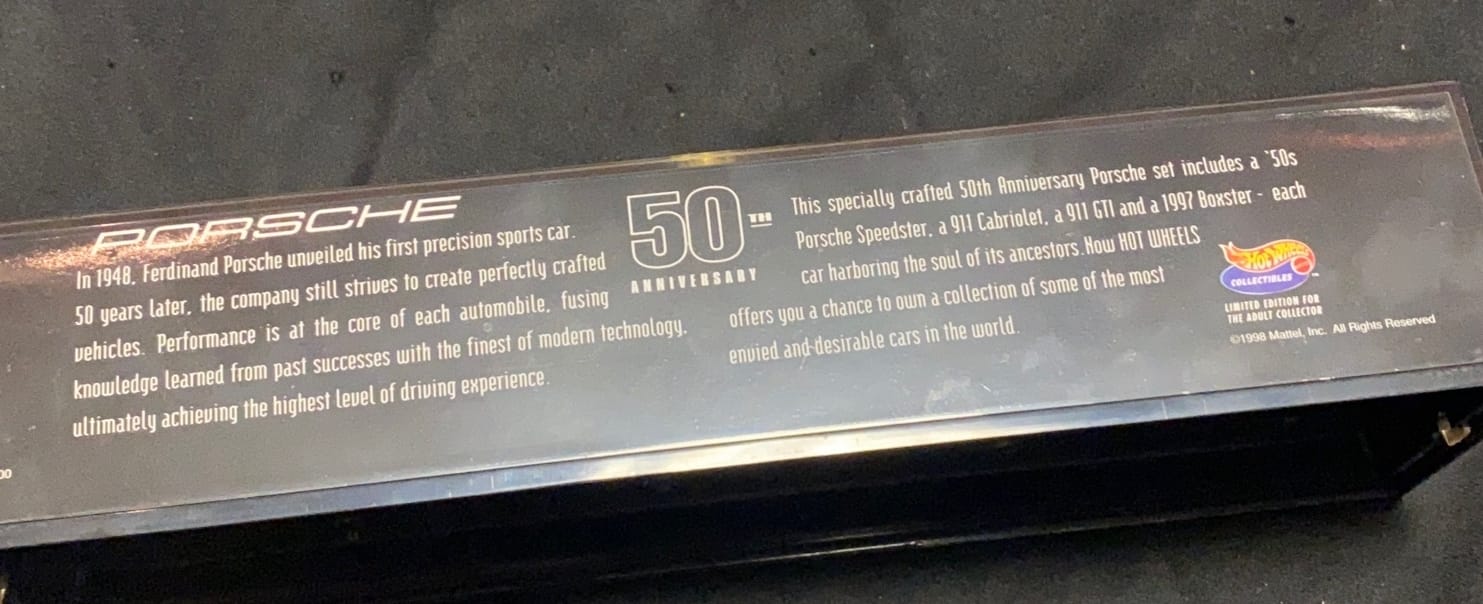 PORSCHE
In 1948, Ferdinand Porsche unveiled his first precision sports car.
50 years later, the company still strives to create perfectly crafted
vehicles. Performance is at the core of each automobile, fusing
knowledge learned from past successes with the finest of modern technology,
ultimately achieving the highest level of driving experience.
50TH
ANNIVERSARY
This specially crafted 50th Anniversary Porsche set includes a `50s
Porsche Speedster, a 911 Cabriolet, a 911 GT1 and a 1997 Boxster - each
car harboring the soul of its ancestors.Now HOT WHEELS
offers you a chance to own a collection of some of the most
envied and desirable cars in the world.
HOT WHEELS
COLLECTIBLES
TM
LIMITED EDITION FOR
THE ADULT COLLECTOR
©1998 Mattel, Inc. All Rights Reserved